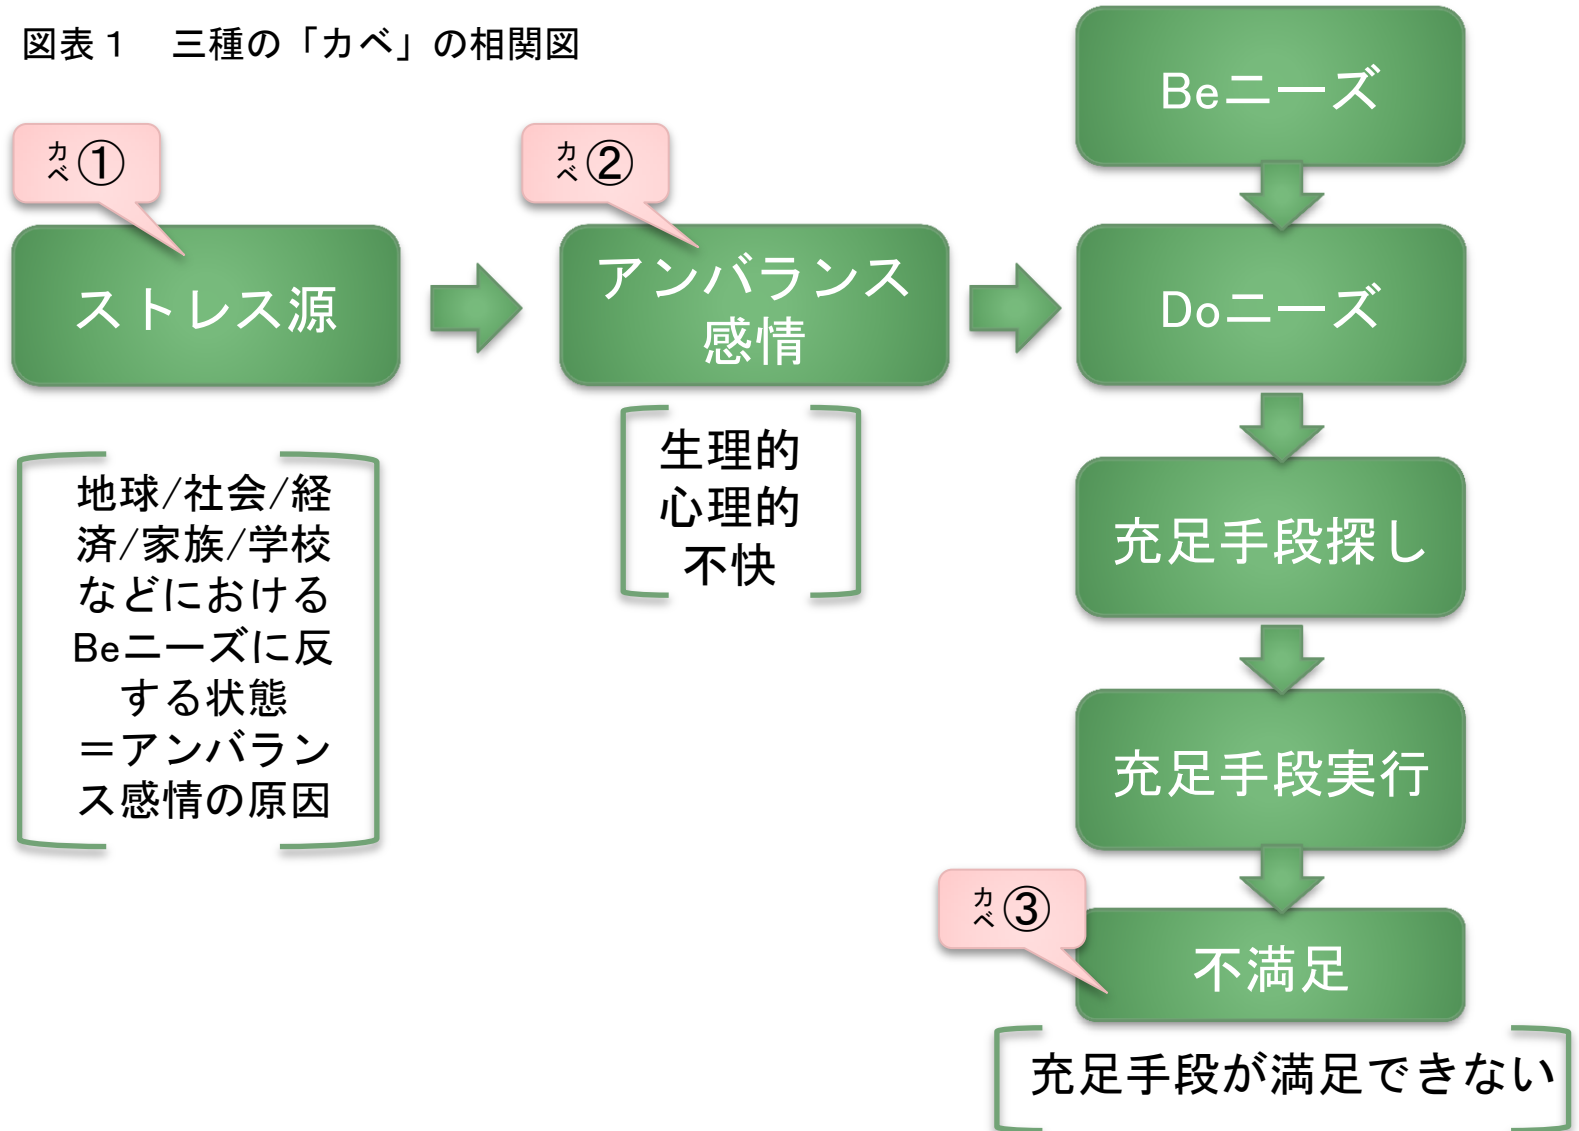 図表1　三種の「カベ」の相関図
カベ①
ストレス源
地球/社会/経
済/家族/学校
などにおける
Beニーズに反
する状態
＝アンバラン
ス感情の原因
カベ②
アンバランス
感情
生理的
心理的
不快
Beニーズ
Doニーズ
充足手段探し
充足手段実行
カベ③
不満足
充足手段が満足できない